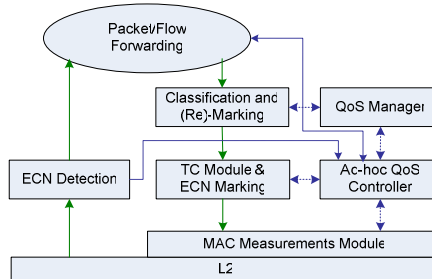 Packet/Flow
Forwarding
Classification and
(Re)-Marking
QoS Manager
ECN Detection
TC Module &
ECN Marking
Ac-hoc QoS
Controller
MAC Measurements Module
L2